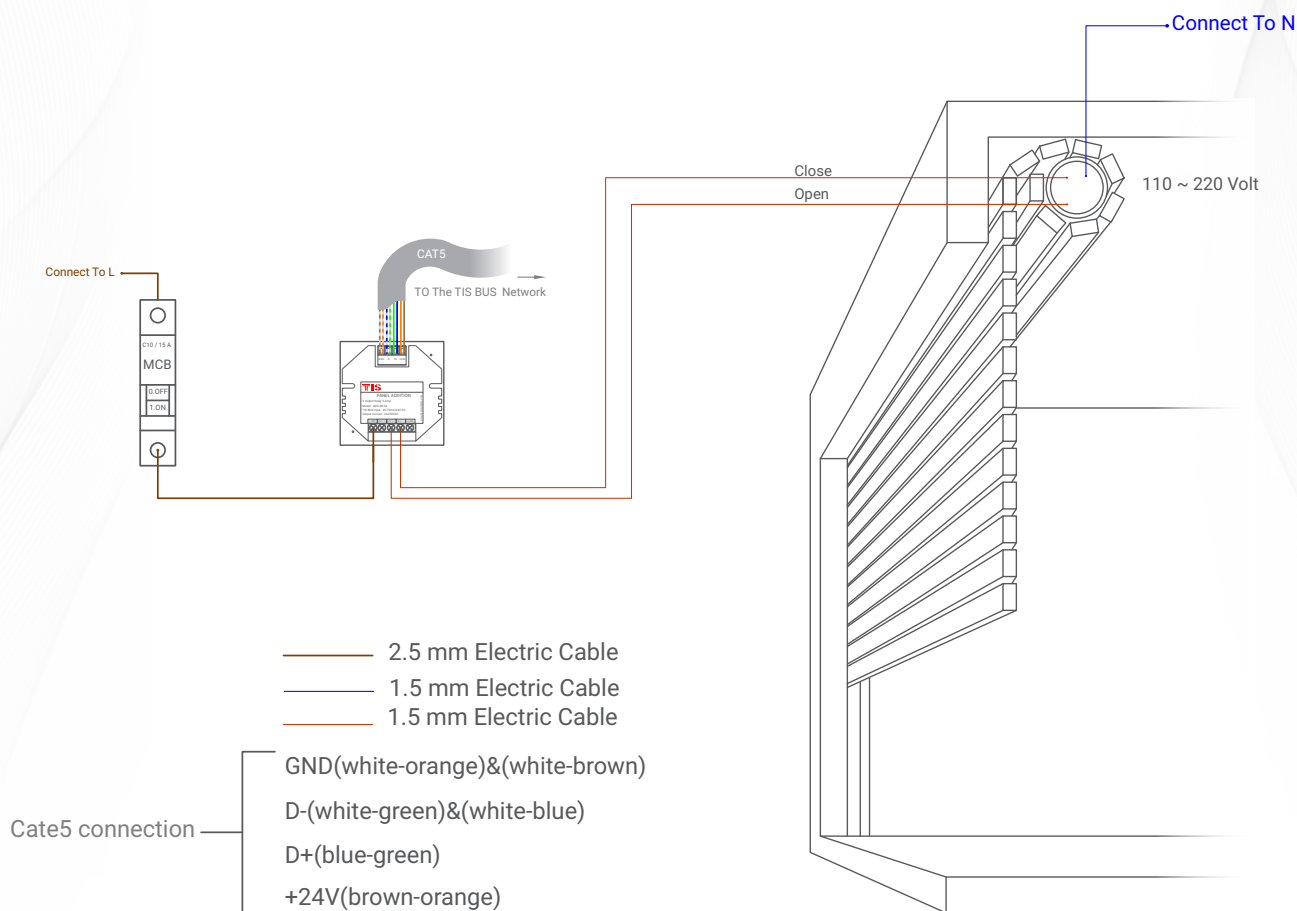 Connect To N
Close
Open
110 ~ 220 Volt
CAT5
TO The TIS BUS Network
Connect To L
C10 / 15 A
MCB
0.OFF
1.ON
TIS
PANEL ADDITION
2.5 mm Electric Cable
1.5 mm Electric Cable
1.5 mm Electric Cable
GND(white-orange)&(white-brown)
D-(white-green)&(white-blue)
Cate5 connection
D+(blue-green)
+24V(brown-orange)